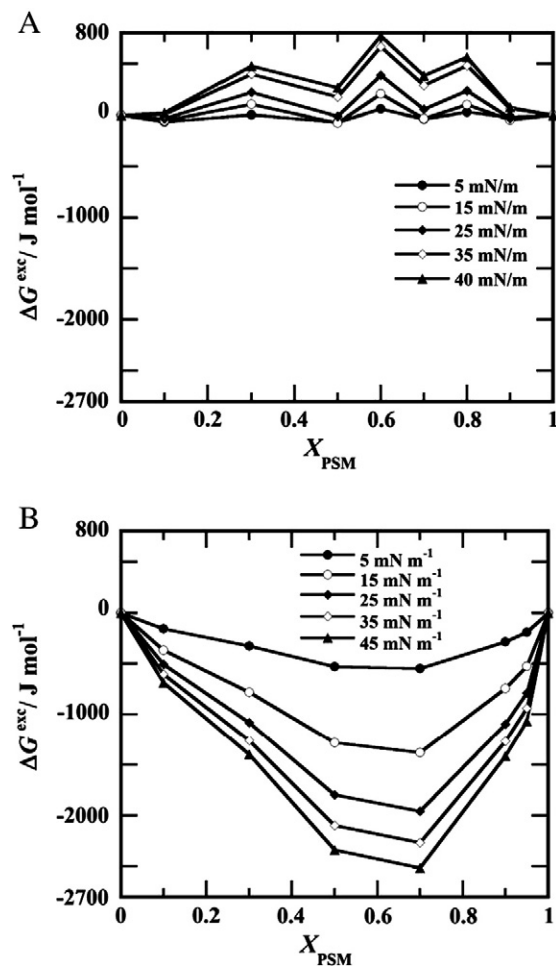 A
800
0
-1000
-2000
-2700
ΔG exc/ J mol-1
5 mN/m
15 mN/m
25 mN/m
35 mN/m
40 mN/m
0 0.2 0.4 0.6 0.8 1
XPSM
B
800
0
-1000
-2000
-2700
ΔG exc/ J mol-1
5 mN m-1
15 mN m-1
25 mN m-1
35 mN m-1
45 mN m-1
0 0.2 0.4 0.6 0.8 1
XPSM